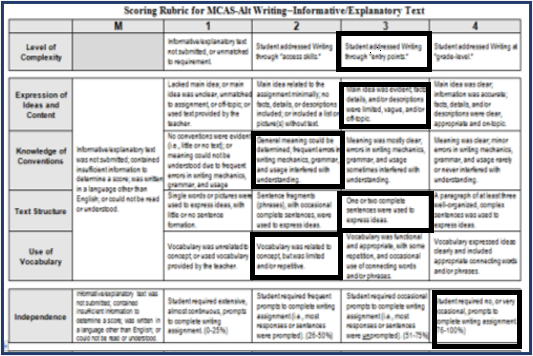 Scoring Rubric for MCAS-Alt Writing–Informative/Explanatory Text
M 1 2 3 4
Level of
Complexity
Informative/explanatory text
not submitted, or unmatched
to requirement.
Student addressed Writing
through "access skills."
Student addressed Writing
through "entry points."
Student addressed Writing at
"grade-level."
Expression of
Ideas and
Content
Informative/explanatory text
was not submitted, contained
insufficient information to
determine a score; was written
in a language other than
English; or could not be read
or understood.
Lacked main idea, or main
idea was unclear, unmatched
to assignment, or off-topic; or
used text provided by the
teacher.
Main idea related to the
assignment minimally; no
facts, details, or descriptions
included; or included a list or
picture(s) without text.
Main idea was evident; facts,
details, and/or descriptions
were limited, vague, and/or
off-topic.
Main idea was clear;
information was accurate;
facts, details, and/or
descriptions were clear,
appropriate and on-topic.
Knowledge of
Conventions
No conventions were evident
(i.e., little or no text); or
meaning could not be
understood due to frequent
errors in writing mechanics,
grammar, and usage
General meaning could be
determined; frequent errors in
writing mechanics, grammar,
and usage interfered with
understanding.
Meaning was mostly clear,
errors in writing mechanics,
grammar, and usage
sometimes interfered with
understanding.
Meaning was clear; minor
errors in writing mechanics,
grammar, and usage rarely
or never interfered with
understanding.
Text Structure
Single words or pictures were
used to express ideas, with
little or no sentence
formation.
Sentence fragments
(phrases), with occasional
complete sentences, were
used to express ideas.
One or two complete
sentences were used to
express ideas.
A paragraph of at least three
well-organized, complex
sentences was used to
express ideas.
Use of
Vocabulary
Vocabulary was unrelated to
concept, or used vocabulary
provided by the teacher.
Vocabulary was related to
concept, but was limited
and/or repetitive.
Vocabulary was functional
and appropriate, with some
repetition, and occasional
use of connecting words
and/or phrases.
Vocabulary expressed ideas
clearly and included
appropriate connecting words
and/or phrases.
Independence
Informative/explanatory text was
not submitted, contained
insufficient information to
determine a score; was written in
a language other than English; or
could not be read or understood.
Student required extensive,
almost continuous, prompts
to complete writing
assignment. (0-25%)
Student required frequent
prompts to complete writing
assignment (i.e., most
responses or sentences
were prompted). (26-50%)
Student required occasional
prompts to complete writing
assignment (i.e., most
responses or sentences
were unprompted). (51-75%)
Student required no, or very
occasional, prompts to
complete writing assignment.
76-100%)